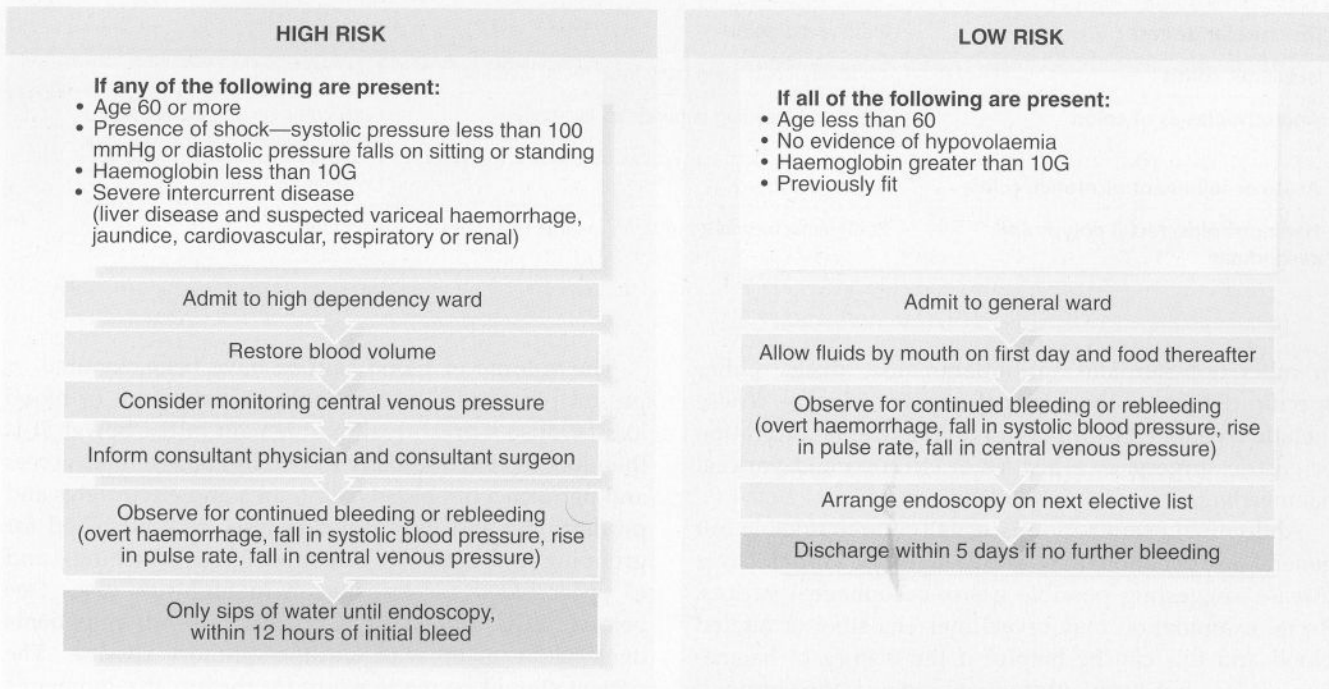 HIGH RISK
If any of the following are present:
• Age 60 or more
• Presence of shock—systolic pressure less than 100
mmHg or diastolic pressure falls on sitting or standing
• Haemoglobin less than 10G
• Severe intercurrent disease
(liver disease and suspected variceal haemorrhage,
jaundice, cardiovascular, respiratory or renal)
Admit to high dependency ward
Restore blood volume
Consider monitoring central venous pressure
Inform consultant physician and consultant surgeon
Observe for continued bleeding or rebleeding
(overt haemorrhage, fall in systolic blood pressure, rise
in pulse rate, fall in central venous pressure)
Only sips of water until endoscopy,
within 12 hours of initial bleed
LOW RISK
If all of the following are present:
• Age less than 60
• No evidence of hypovolaemia
• Haemoglobin greater than 10G
• Previously fit
Admit to general ward
Allow fluids by mouth on first day and food thereafter
Observe for continued bleeding or rebleeding
(overt haemorrhage, fall in systolic blood pressure, rise
in pulse rate, fall in central venous pressure)
Arrange endoscopy on next elective list
Discharge within 5 days if no further bleeding